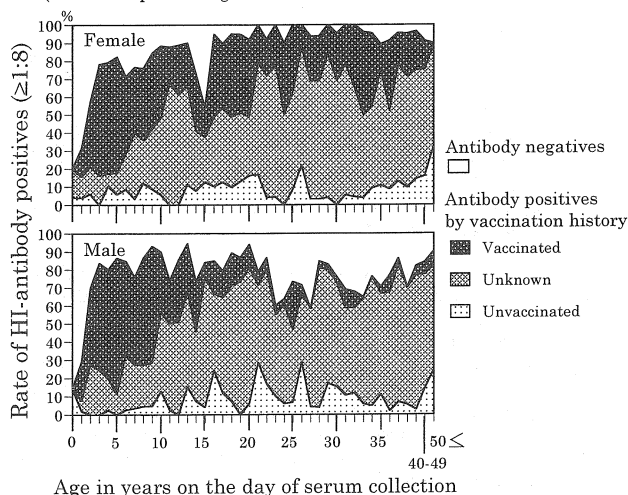 %
Female
100
90
80
70
60
50
40
30
20
10
0
Male
100
90
80
70
60
50
40
30
20
10
0
0 5 10 15 20 25 30 35 50 ≤
40-49
Rate of HI-antibody positives (≥1:8)
Age in years on the day of serum collection
Antibody negatives
Antibody positives
by vaccination history
Vaccinated
Unknown
Unvaccinated